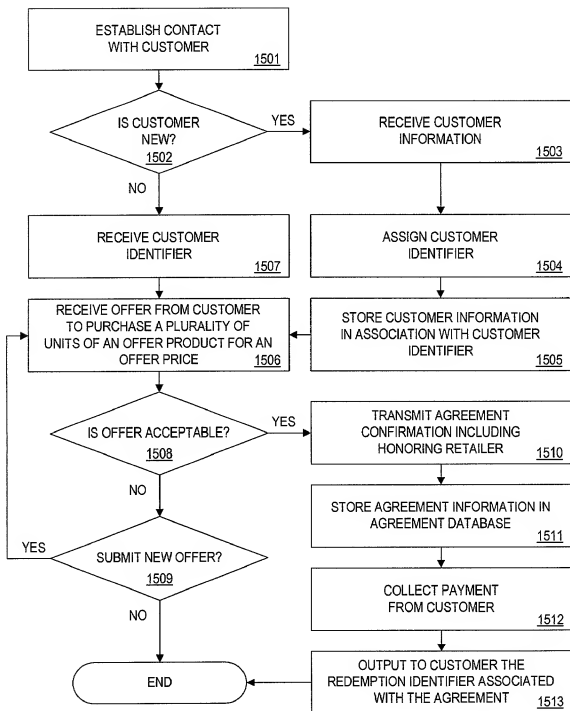 ESTABLISH CONTACT
WITH CUSTOMER
1501
IS CUSTOMER
NEW?
1502
YES
RECEIVE CUSTOMER
INFORMATION
1503
NO
RECEIVE CUSTOMER
IDENTIFIER
1507
ASSIGN CUSTOMER
IDENTIFIER
1504
RECEIVE OFFER FROM CUSTOMER
TO PURCHASE A PLURALITY OF
UNITS OF AN OFFER PRODUCT FOR AN
OFFER PRICE
1506
STORE CUSTOMER INFORMATION
IN ASSOCIATION WITH CUSTOMER
IDENTIFIER
1505
IS OFFER ACCEPTABLE?
1508
YES
TRANSMIT AGREEMENT
CONFIRMATION INCLUDING
HONORING RETAILER
1510
NO
STORE AGREEMENT INFORMATION IN
AGREEMENT DATABASE
1511
YES
SUBMIT NEW OFFER?
1509
COLLECT PAYMENT
FROM CUSTOMER
1512
NO
END
OUTPUT TO CUSTOMER THE
REDEMPTION IDENTIFIER ASSOCIATED
WITH THE AGREEMENT
1513